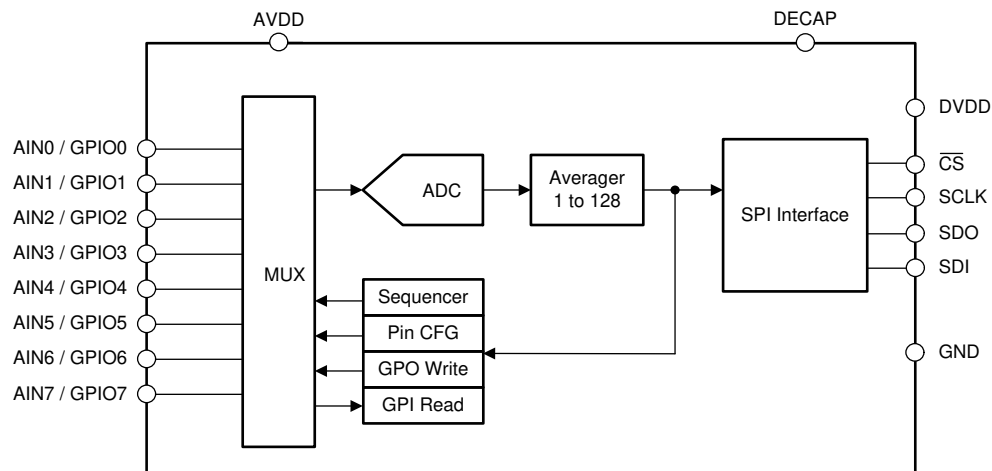 AVDD
DECAP
AIN0 / GPIO0
AIN1 / GPIO1
AIN2 / GPIO2
AIN3 / GPIO3
AIN4 / GPIO4
AIN5 / GPIO5
AIN6 / GPIO6
AIN7 / GPIO7
MUX
ADC
Averager
1 to 128
Sequencer
Pin CFG
GPO Write
GPI Read
SPI Interface
DVDD
C̅S̅
SCLK
SDO
SDI
GND